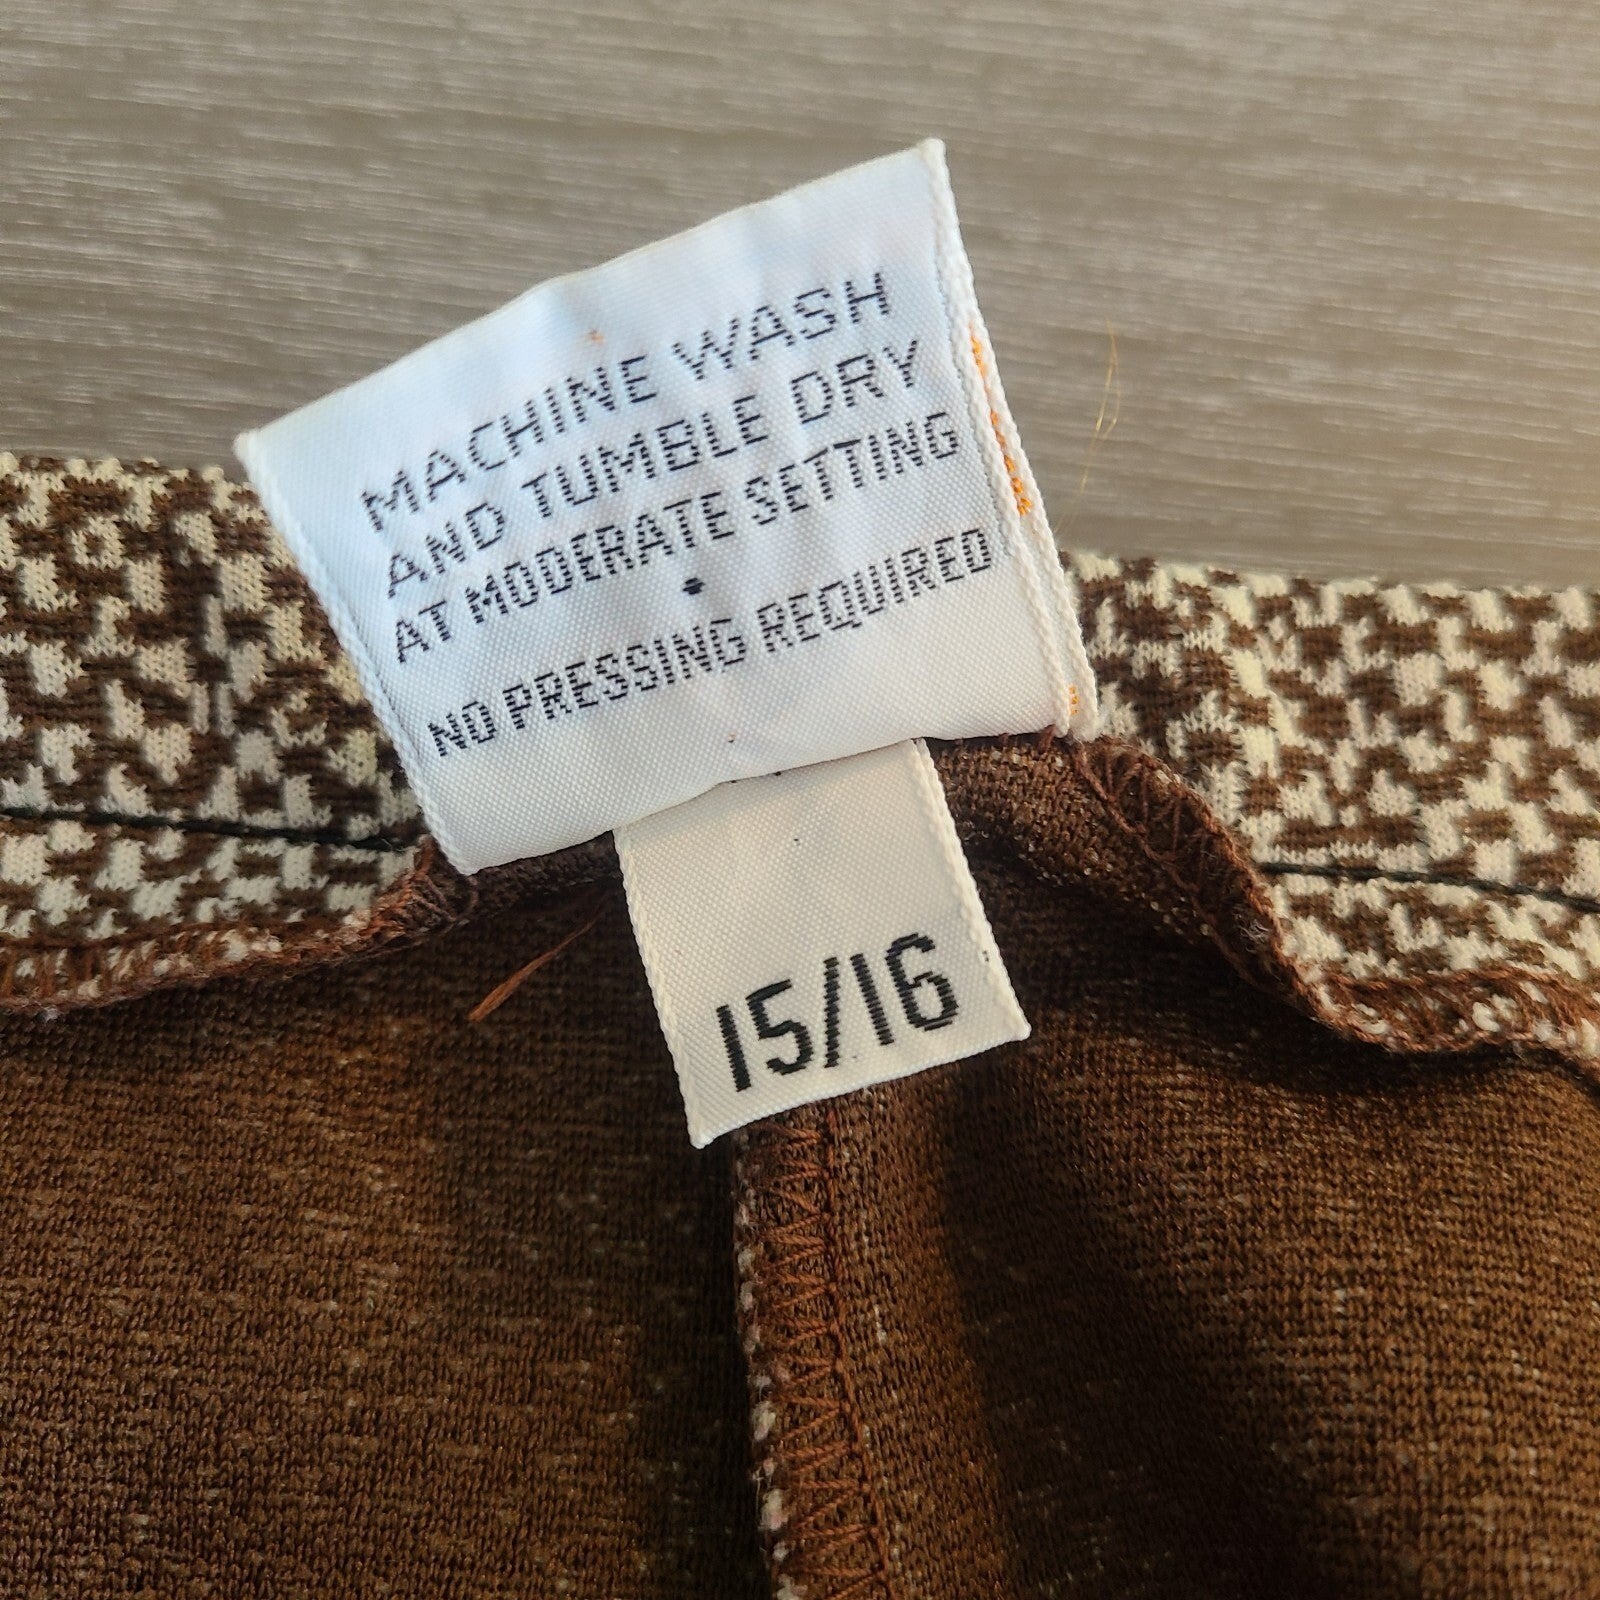 MACHINE WASH
AND TUMBLE DRY
AT MODERATE SETTING
•
NO PRESSING REQUIRED
15/16